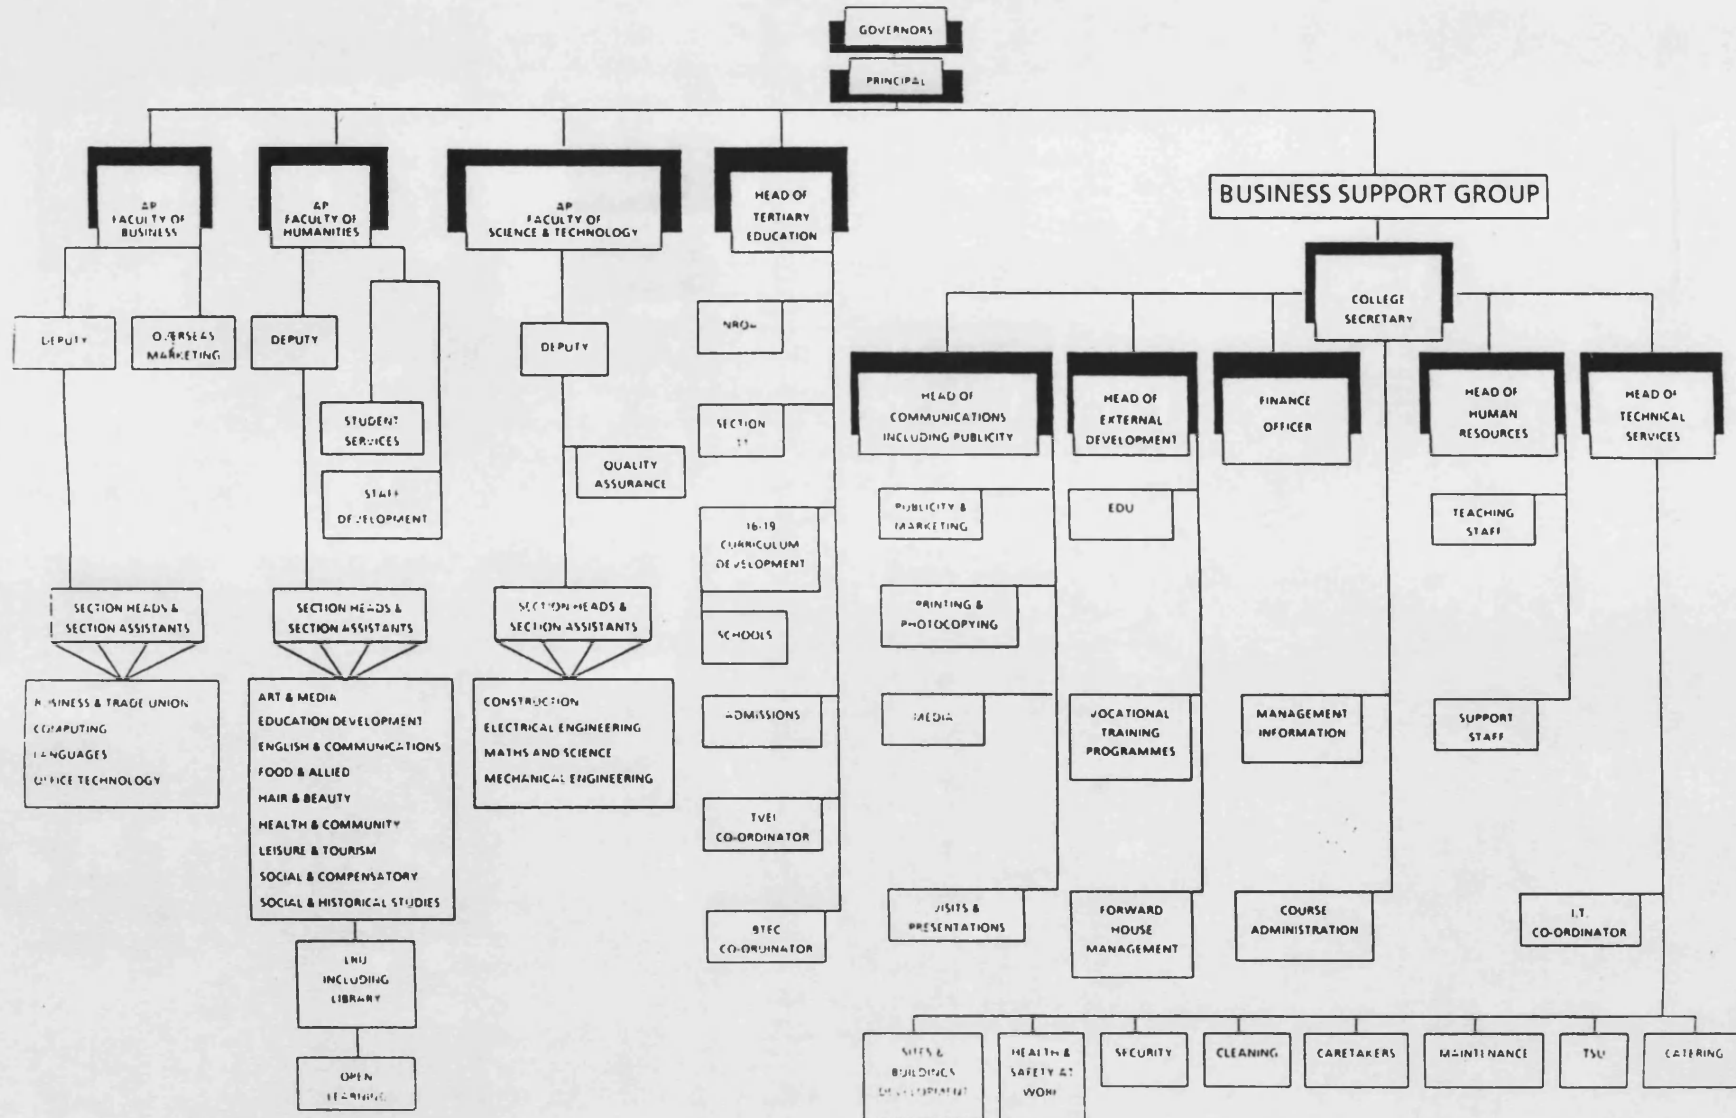 GOVERNORS
PRINCIPAL
AP
FACULTY OF
BUSINESS
AP
FACULTY OF
HUMANITIES
AP
FACULTY OF
SCIENCE & TECHNOLOGY
HEAD OF
TERTIARY
EDUCATION
BUSINESS SUPPORT GROUP
COLLEGE
SECRETARY
DEPUTY
OVERSEAS
MARKETING
DEPUTY
STUDENT
SERVICES
STAFF
DEVELOPMENT
DEPUTY
QUALITY
ASSURANCE
SECTION
11
16-19
CURRICULUM
DEVELOPMENT
SCHOOLS
ADMISSIONS
TVEI
CO-ORDINATOR
BTEC
CO-ORDINATOR
SECTION HEADS &
SECTION ASSISTANTS
BUSINESS & TRADE UNION
COMPUTING
LANGUAGES
OFFICE TECHNOLOGY
SECTION HEADS &
SECTION ASSISTANTS
ART & MEDIA
EDUCATION DEVELOPMENT
ENGLISH & COMMUNICATIONS
FOOD & ALLIED
HAIR & BEAUTY
HEALTH & COMMUNITY
LEISURE & TOURISM
SOCIAL & COMPENSATORY
SOCIAL & HISTORICAL STUDIES
INCLUDING
LIBRARY
OPEN
LEARNING
SECTION HEADS &
SECTION ASSISTANTS
CONSTRUCTION
ELECTRICAL ENGINEERING
MATHS AND SCIENCE
MECHANICAL ENGINEERING
HEAD OF
COMMUNICATIONS
INCLUDING PUBLICITY
PUBLICITY &
MARKETING
PRINTING &
PHOTOCOPYING
MEDIA
VISITS &
PRESENTATIONS
HEAD OF
EXTERNAL
DEVELOPMENT
EDU
VOCATIONAL
TRAINING
PROGRAMMES
FORWARD
HOUSE
MANAGEMENT
FINANCE
OFFICER
MANAGEMENT
INFORMATION
COURSE
ADMINISTRATION
HEAD OF
HUMAN
RESOURCES
TEACHING
STAFF
SUPPORT
STAFF
HEAD OF
TECHNICAL
SERVICES
I.T.
CO-ORDINATOR
SITES &
BUILDINGS
DEVELOPMENT
HEALTH &
SAFETY AT
WORK
SECURITY
CLEANING
CARETAKERS
MAINTENANCE
TSU
CATERING